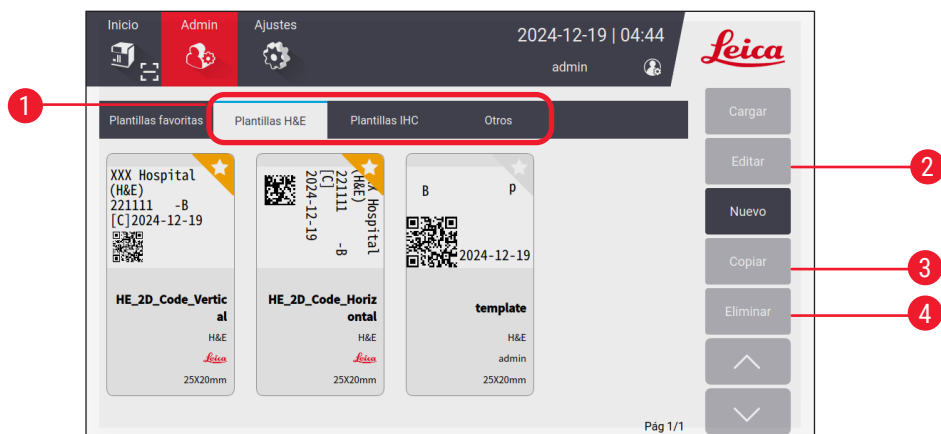 Inicio
Admin
Ajustes
2024-12-19 | 04:44
admin
Leica
1
Plantillas favoritas
Plantillas H&E
Plantillas IHC
Otros
Cargar
Editar
2
Nuevo
Copiar
3
Eliminar
4
XXX Hospital
(H&E)
221111 -B
[C]2024-12-19
HE_2D_Code_Vertic
al
H&E
Leica
25X20mm
X Hospital
(H&E)
221111 -B
[C]
2024-12-19
HE_2D_Code_Horiz
ontal
H&E
Leica
25X20mm
B p
2024-12-19
template
H&E
admin
25X20mm
Pág 1/1